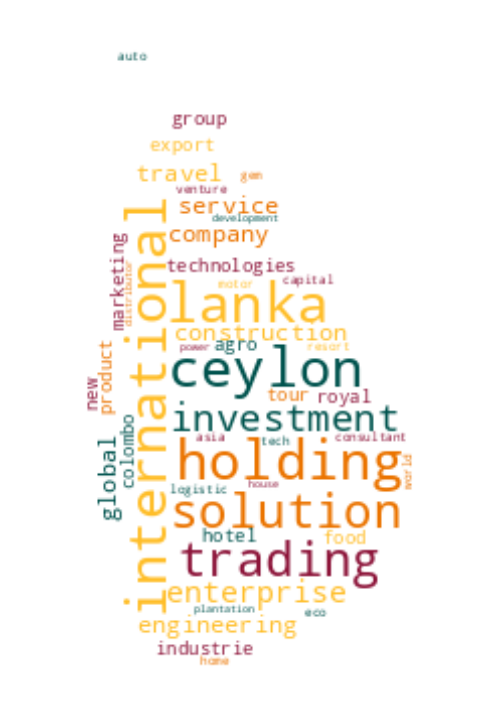 auto
group
export
travel
gem
venture
service
development
company
international
marketing
distributor
technologies
capital
motor
lanka
construction
power
agro
resort
product
new
ceylon
tour
royal
investment
global
colombo
asia
tech
consultant
holding
world
logistic
house
solution
hotel
food
trading
enterprise
plantation
eco
engineering
industrie
home